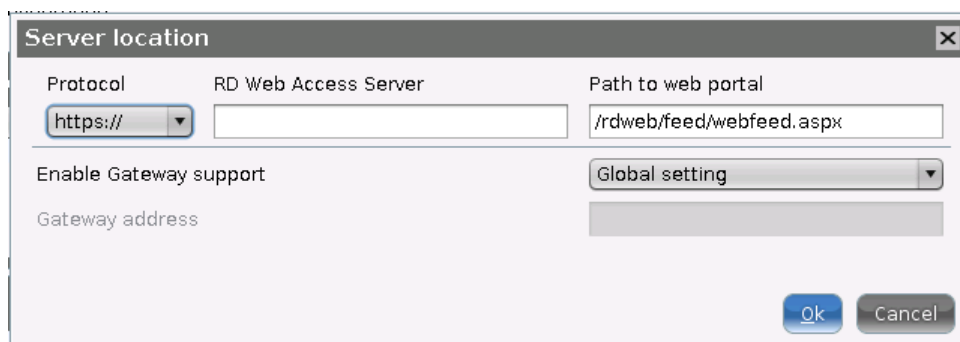 Server location
Protocol RD Web Access Server Path to web portal
https:// /rdweb/feed/webfeed.aspx
Enable Gateway support Global setting
Gateway address
Ok Cancel